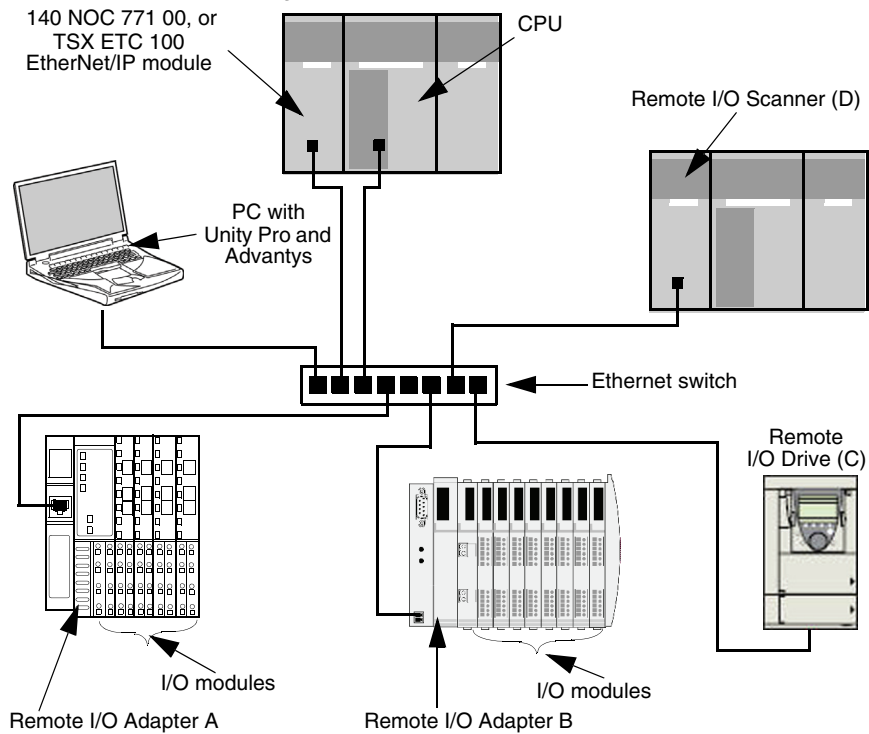 140 NOC 771 00, or
TSX ETC 100
EtherNet/IP module
CPU
Remote I/O Scanner (D)
PC with
Unity Pro and
Advantys
Ethernet switch
Remote
I/O Drive (C)
I/O modules
I/O modules
Remote I/O Adapter A
Remote I/O Adapter B